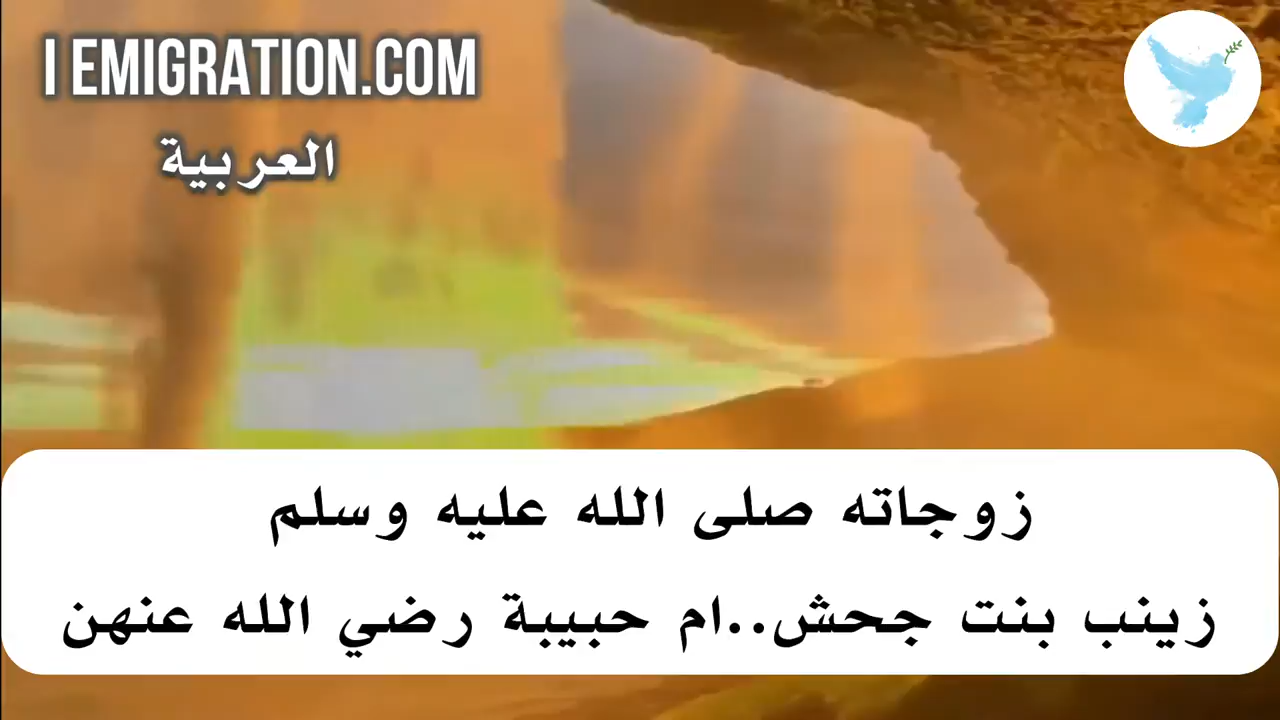 I EMIGRATION.COM
العربية
زوجاته صلى الله عليه وسلم
زينب بنت جحش..ام حبيبة رضي الله عنهن